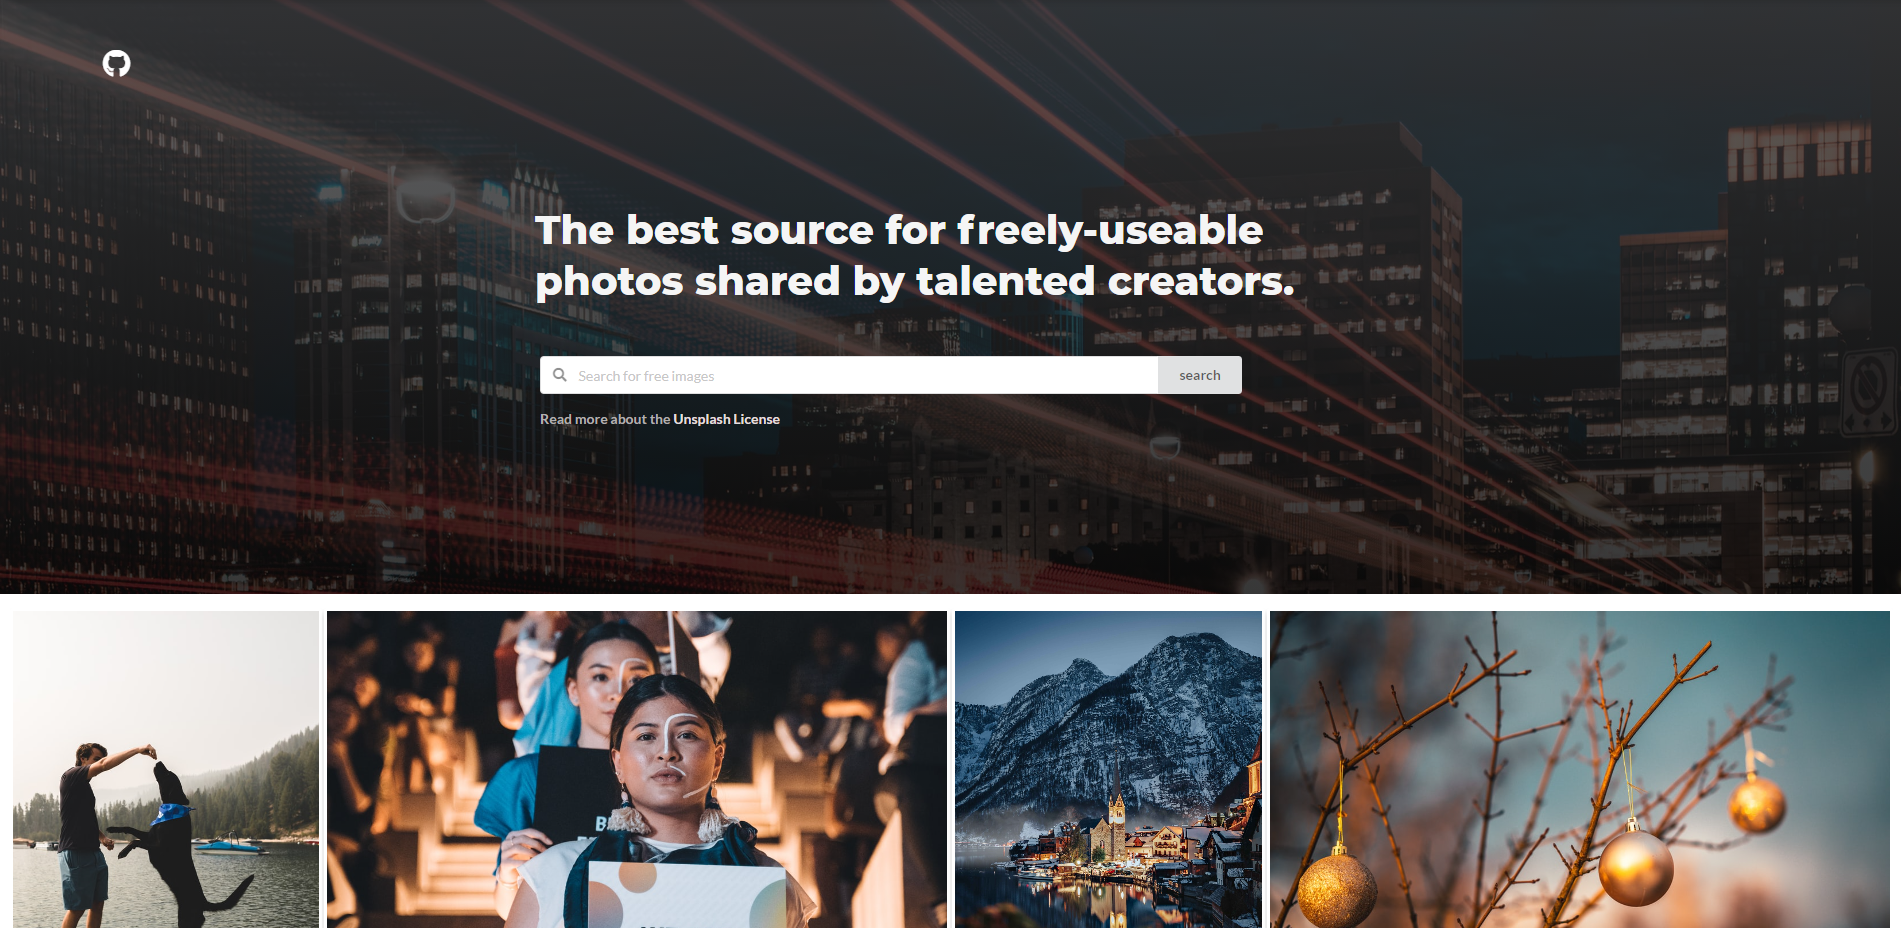 The best source for freely-useable
photos shared by talented creators.
Search for free images
search
Read more about the Unsplash License